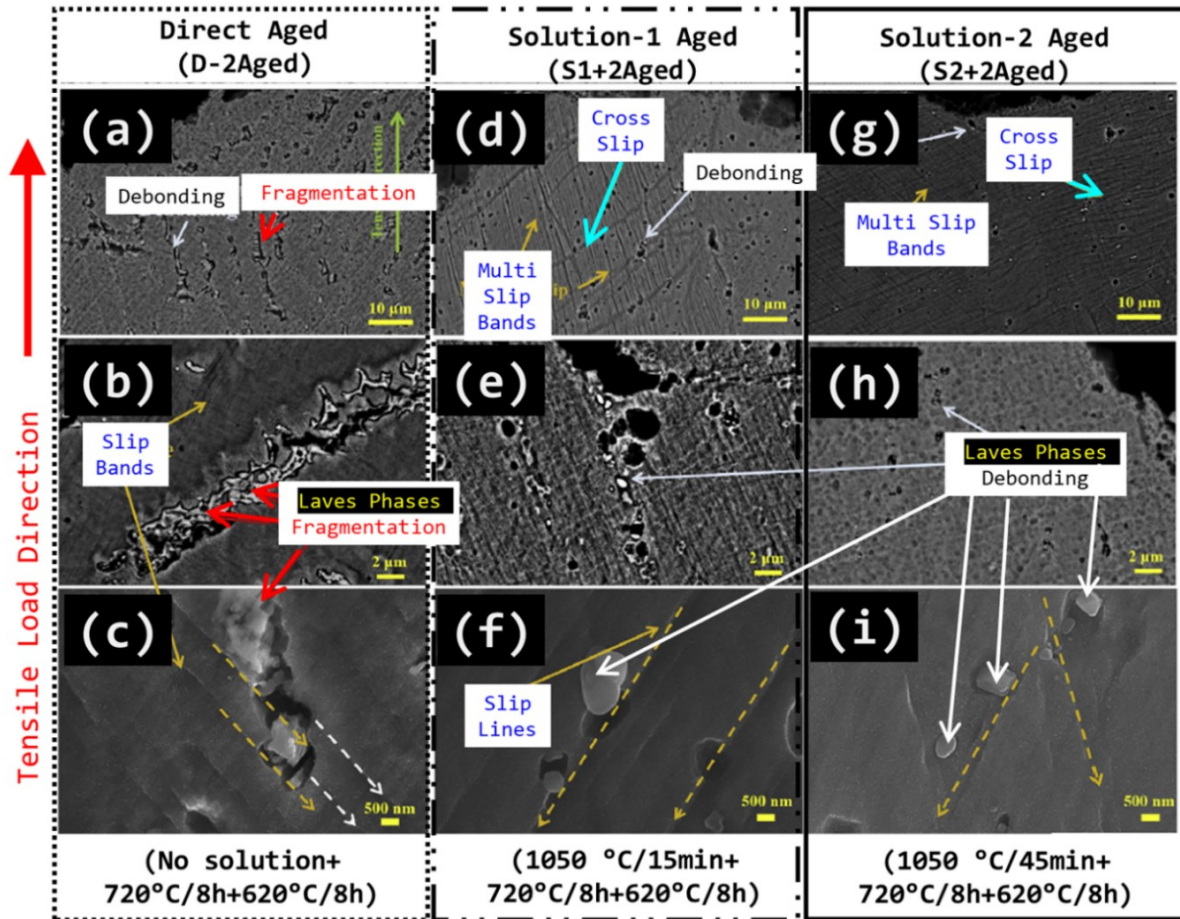 Direct Aged
(D-2Aged)
Solution-1 Aged
(S1+2Aged)
Solution-2 Aged
(S2+2Aged)
Tensile Load Direction
(a)
Debonding
Fragmentation
10 µm
(d)
Cross
Slip
Debonding
Multi
Slip
Bands
10 µm
(g)
Cross
Slip
Multi Slip
Bands
10 µm
(b)
Slip
Bands
Laves Phases
Fragmentation
2 µm
(e)
2 µm
(h)
Laves Phases
Debonding
2 µm
(c)
500 nm
(f)
Slip
Lines
500 nm
(i)
500 nm
(No solution+
720°C/8h+620°C/8h)
(1050 °C/15min+
720°C/8h+620°C/8h)
(1050 °C/45min+
720°C/8h+620°C/8h)